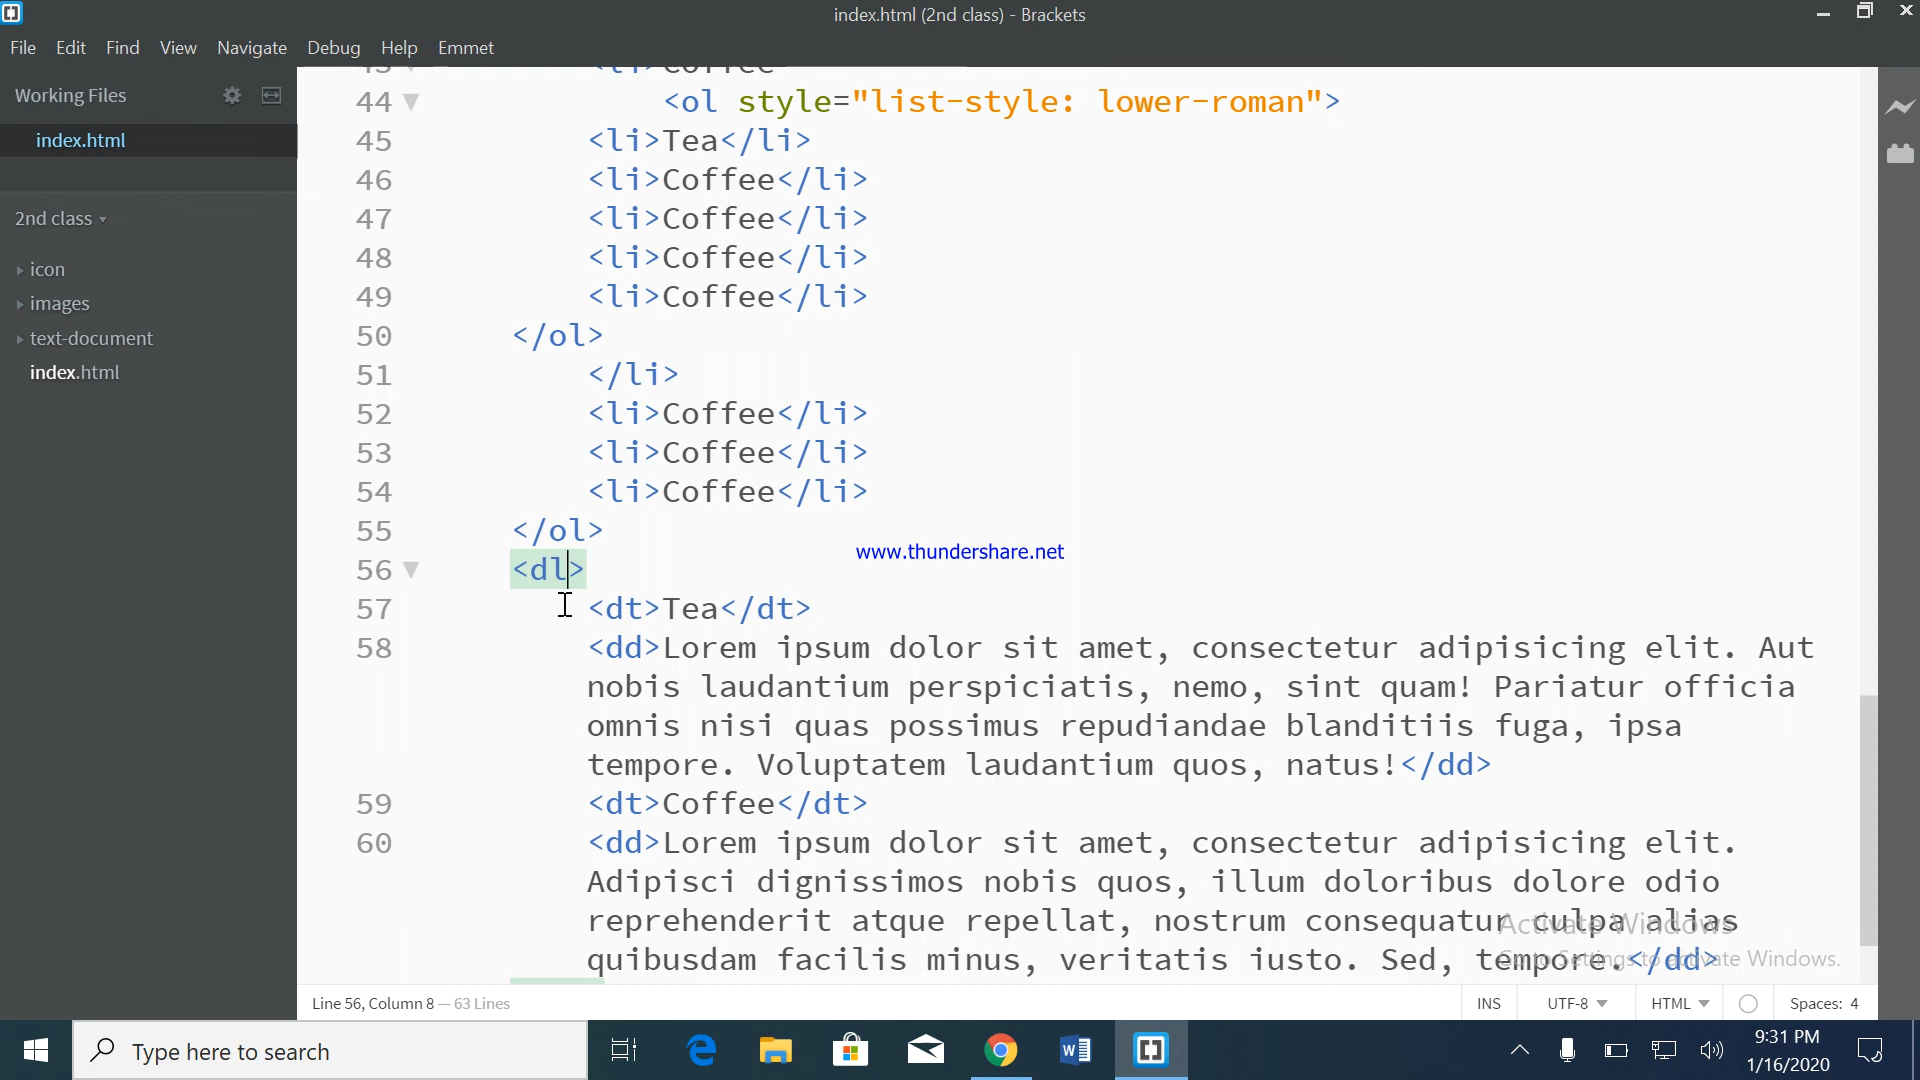 index.html (2nd class) - Brackets
File Edit Find View Navigate Debug Help Emmet
Working Files
index.html
2nd class
icon
images
text-document
index.html
44 <ol style="list-style: lower-roman">
45 <li>Tea</li>
46 <li>Coffee</li>
47 <li>Coffee</li>
48 <li>Coffee</li>
49 <li>Coffee</li>
50 </ol>
51 </li>
52 <li>Coffee</li>
53 <li>Coffee</li>
54 <li>Coffee</li>
55 </ol>
www.thundershare.net
56 <dl>
57 <dt>Tea</dt>
58 <dd>Lorem ipsum dolor sit amet, consectetur adipisicing elit. Aut
nobis laudantium perspiciatis, nemo, sint quam! Pariatur officia
omnis nisi quas possimus repudiandae blanditiis fuga, ipsa
tempore. Voluptatem laudantium quos, natus!</dd>
59 <dt>Coffee</dt>
60 <dd>Lorem ipsum dolor sit amet, consectetur adipisicing elit.
Adipisci dignissimos nobis quos, illum doloribus dolore odio
reprehenderit atque repellat, nostrum consequatur culpa alias
quibusdam facilis minus, veritatis iusto. Sed, tempore.</dd>
Activate Windows
Go to Settings to activate Windows.
Line 56, Column 8 — 63 Lines
INS UTF-8 HTML Spaces: 4
Type here to search
9:31 PM
1/16/2020